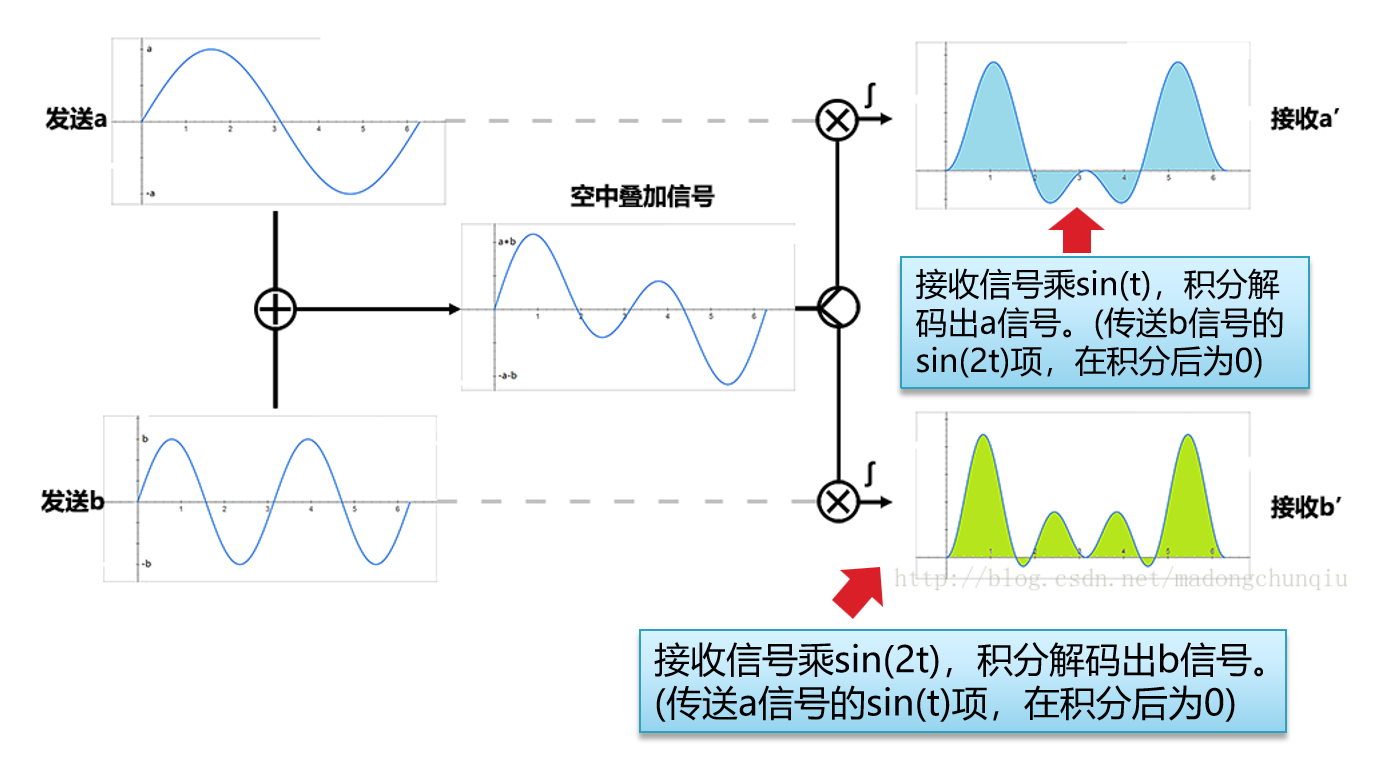 a
发送a
1 2 3 4 5 6
-a
空中叠加信号
a+b
1 2 3 4 5 6
-a-b
b
发送b
1 2 3 4 5 6
-b
∫
1 2 3 4 5 6
接收a’
接收信号乘sin(t)，积分解
码出a信号。(传送b信号的
sin(2t)项，在积分后为0)
∫
1 2 3 4 5 6
接收b’
http://blog.csdn.net/madongchunqiu
接收信号乘sin(2t)，积分解码出b信号。
(传送a信号的sin(t)项，在积分后为0)